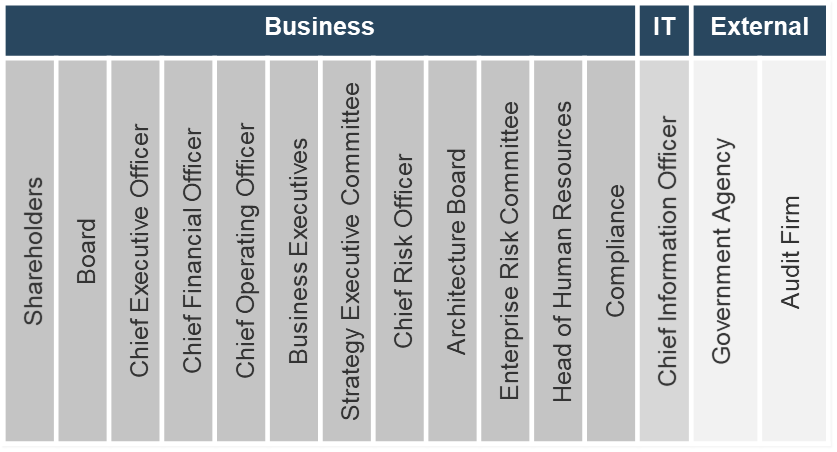 Business
IT
External
Shareholders
Board
Chief Executive Officer
Chief Financial Officer
Chief Operating Officer
Business Executives
Strategy Executive Committee
Chief Risk Officer
Architecture Board
Enterprise Risk Committee
Head of Human Resources
Compliance
Chief Information Officer
Government Agency
Audit Firm